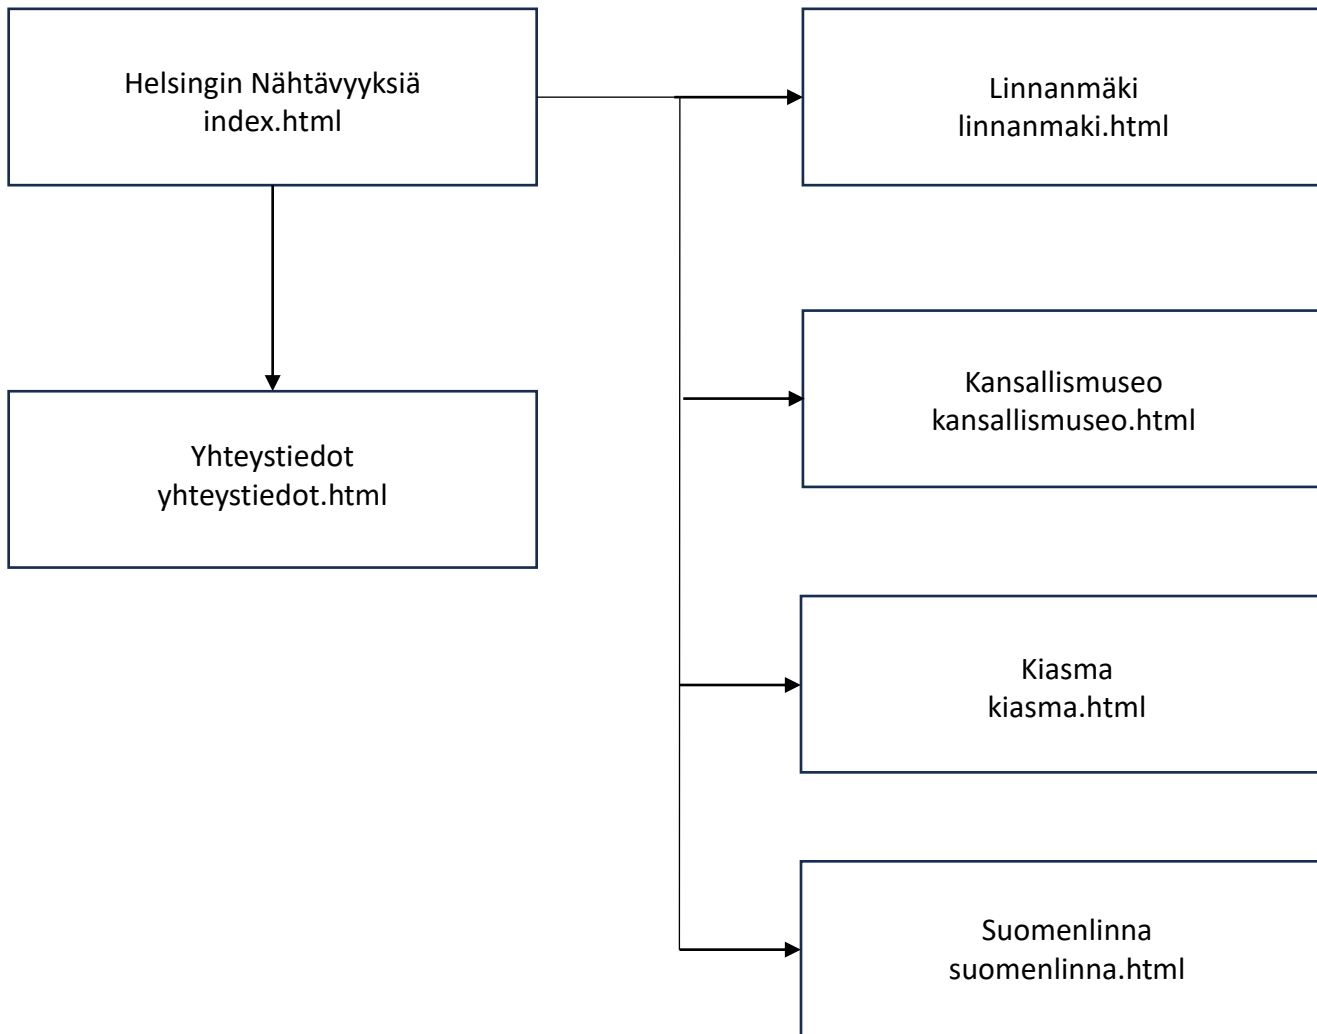 Helsingin Nähtävyyksiä
index.html
Linnanmäki
linnanmaki.html
Kansallismuseo
kansallismuseo.html
Yhteystiedot
yhteystiedot.html
Kiasma
kiasma.html
Suomenlinna
suomenlinna.html